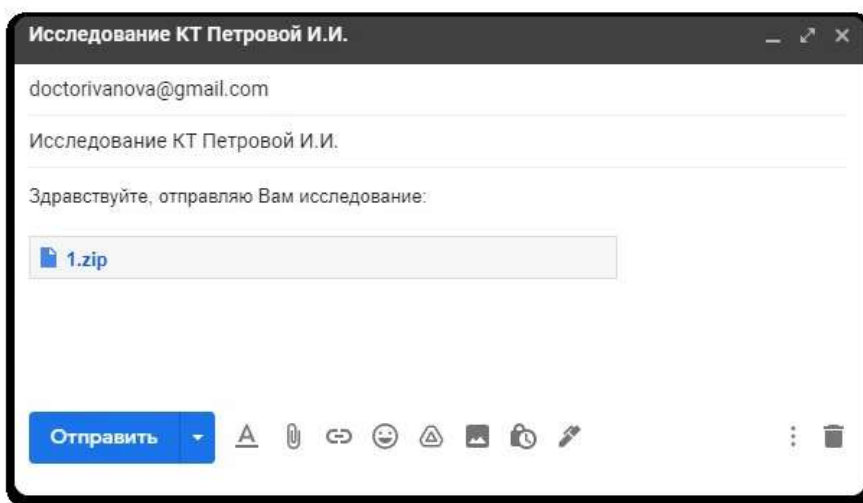 Исследование КТ Петровой И.И.
doctorivanova@gmail.com
Исследование КТ Петровой И.И.
Здравствуйте, отправляю Вам исследование:
1.zip
Отправить